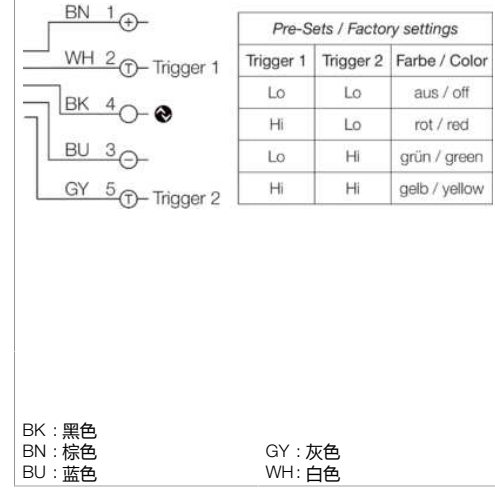 BN 1 +
WH 2 T Trigger 1
BK 4
BU 3 −
GY 5 T Trigger 2
Pre-Sets / Factory settings
Trigger 1 Trigger 2 Farbe / Color
Lo Lo aus / off
Hi Lo rot / red
Lo Hi grün / green
Hi Hi gelb / yellow
BK : 黑色
BN : 棕色 GY : 灰色
BU : 蓝色 WH : 白色